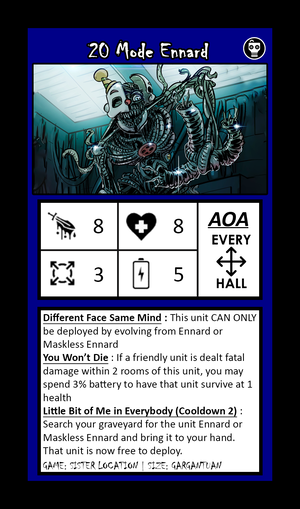 20 Mode Ennard
8
8
3
5
AOA
EVERY
HALL
Different Face Same Mind : This unit CAN ONLY
be deployed by evolving from Ennard or
Maskless Ennard
You Won't Die : If a friendly unit is dealt fatal
damage within 2 rooms of this unit, you may
spend 3% battery to have that unit survive at 1
health
Little Bit of Me in Everybody (Cooldown 2) :
Search your graveyard for the unit Ennard or
Maskless Ennard and bring it to your hand.
That unit is now free to deploy.
GAME: SISTER LOCATION | SIZE: GARGANTUAN